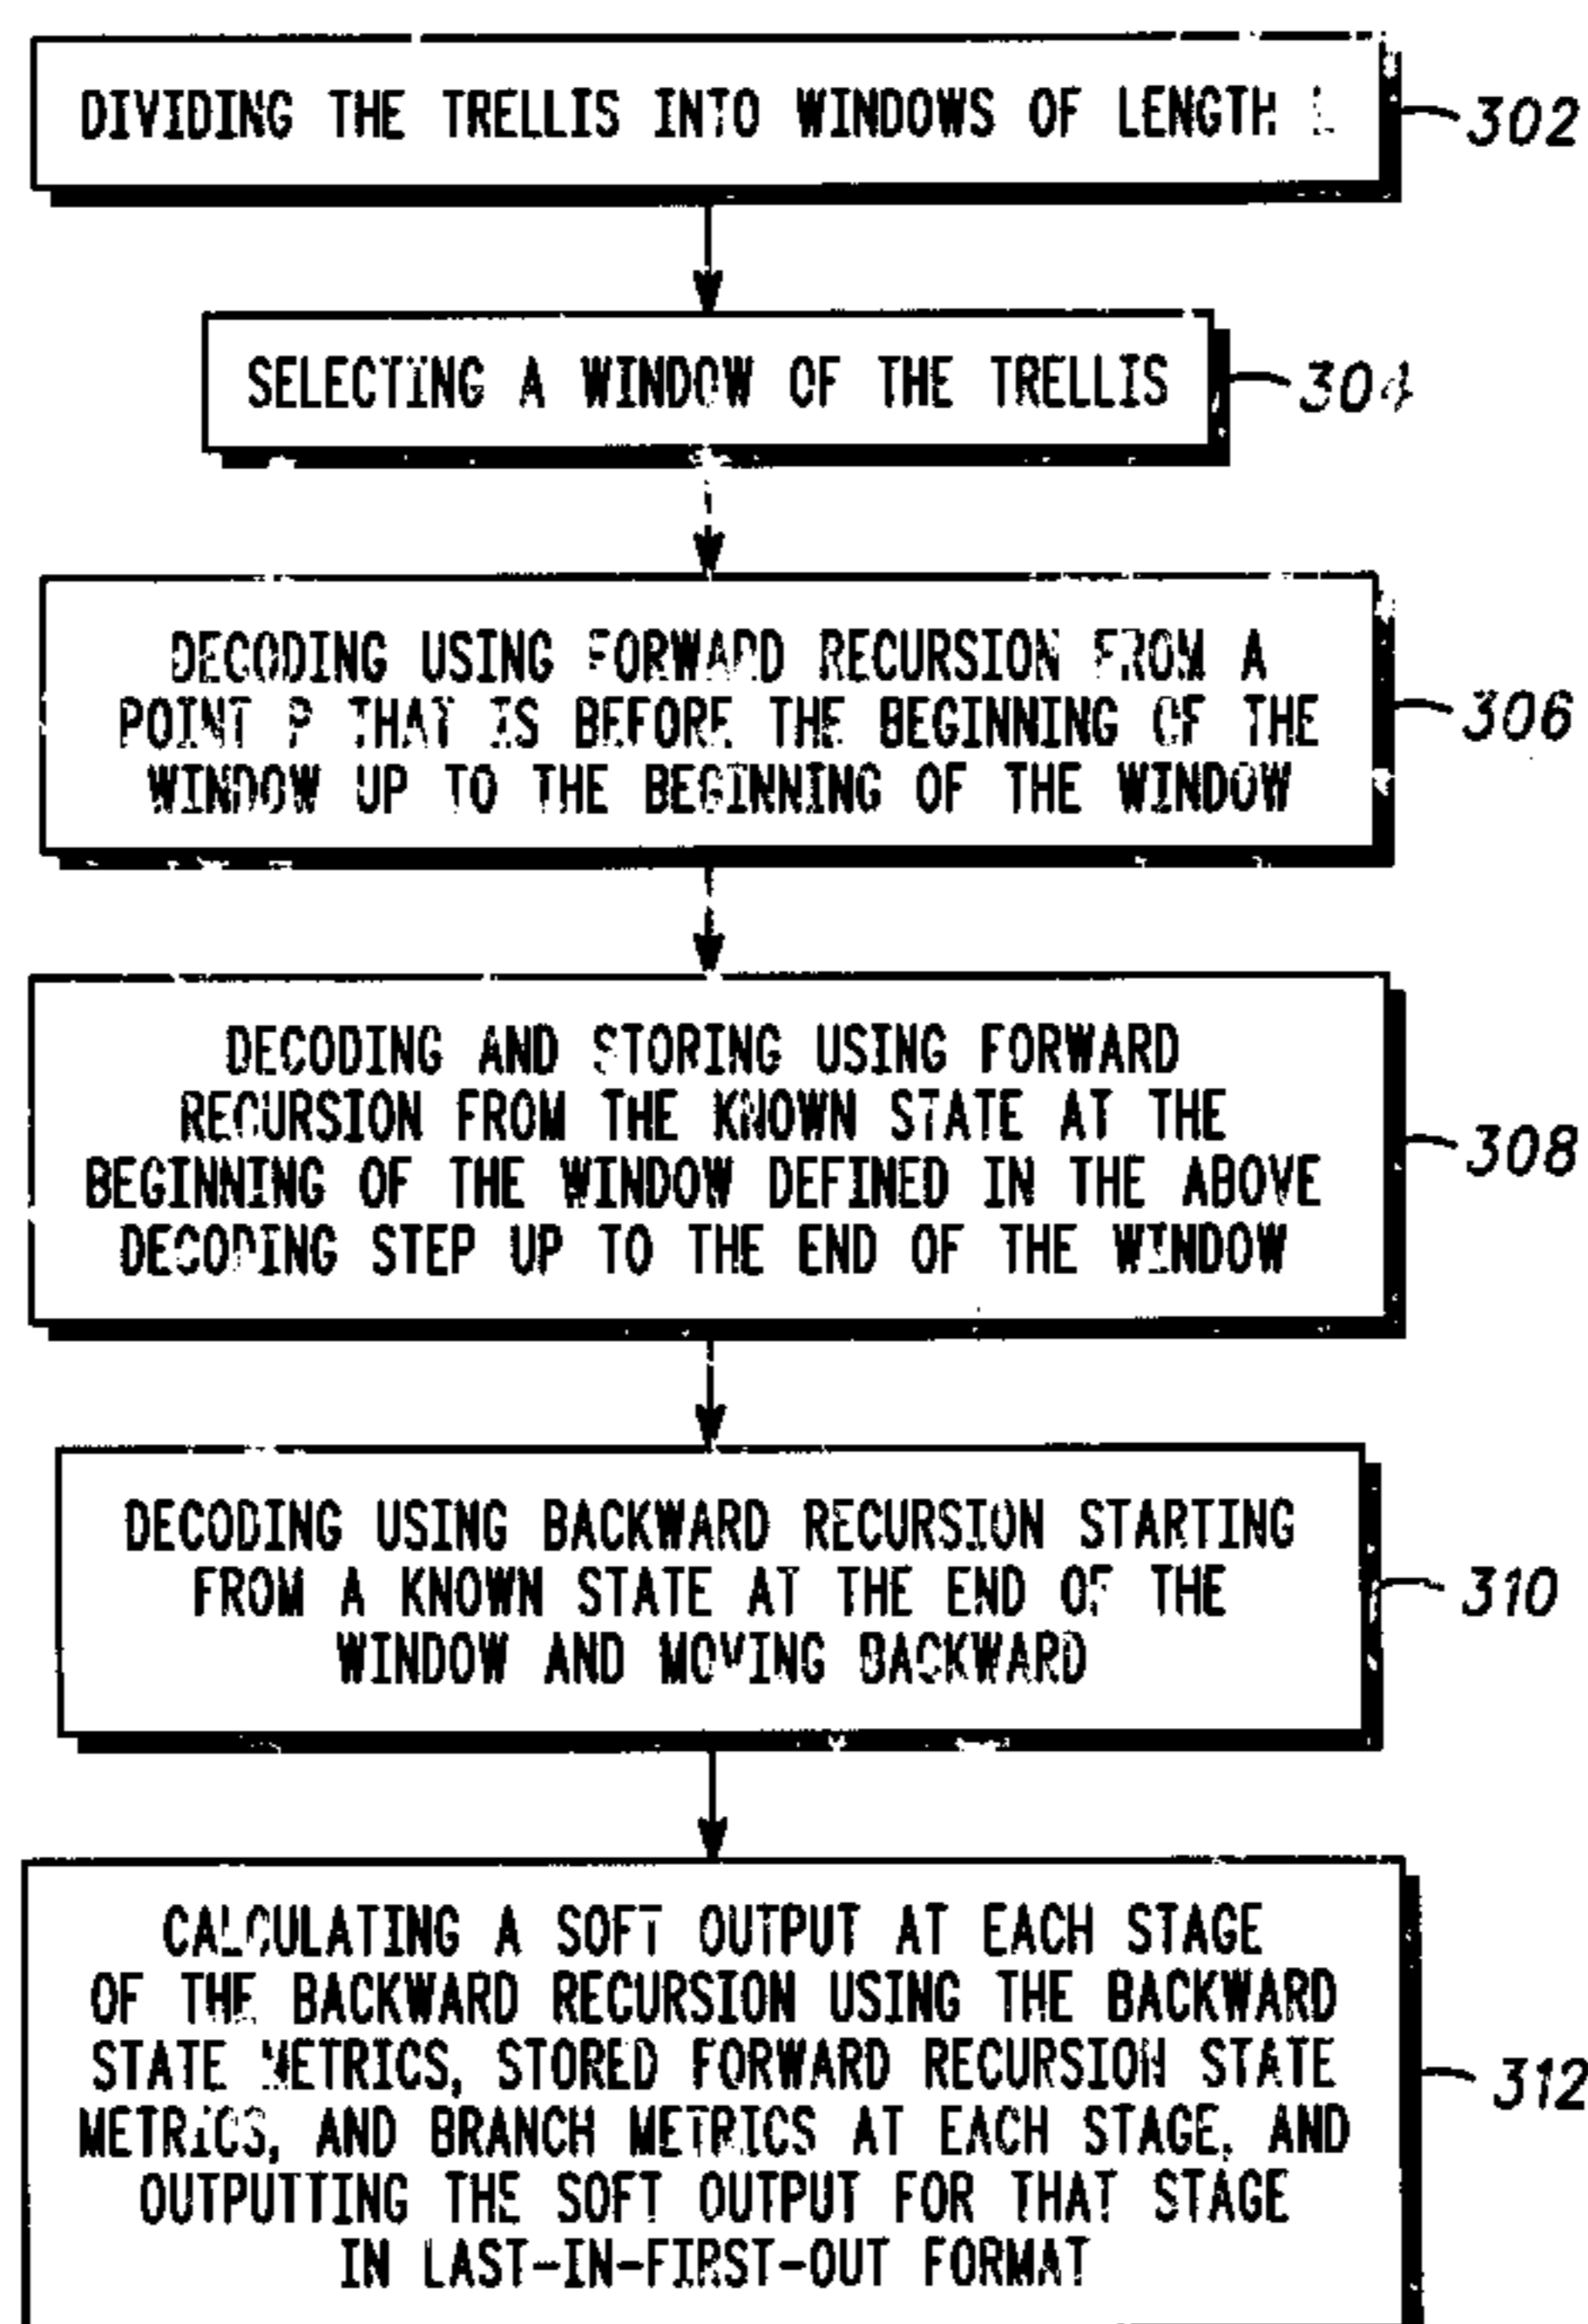 DIVIDING THE TRELLIS INTO WINDOWS OF LENGTH L
302
SELECTING A WINDOW OF THE TRELLIS
304
DECODING USING FORWARD RECURSION FROM A
POINT P THAT IS BEFORE THE BEGINNING OF THE
WINDOW UP TO THE BEGINNING OF THE WINDOW
306
DECODING AND STORING USING FORWARD
RECURSION FROM THE KNOWN STATE AT THE
BEGINNING OF THE WINDOW DEFINED IN THE ABOVE
DECODING STEP UP TO THE END OF THE WINDOW
308
DECODING USING BACKWARD RECURSION STARTING
FROM A KNOWN STATE AT THE END OF THE
WINDOW AND MOVING BACKWARD
310
CALCULATING A SOFT OUTPUT AT EACH STAGE
OF THE BACKWARD RECURSION USING THE BACKWARD
STATE METRICS, STORED FORWARD RECURSION STATE
METRICS, AND BRANCH METRICS AT EACH STAGE, AND
OUTPUTTING THE SOFT OUTPUT FOR THAT STAGE
IN LAST-IN-FIRST-OUT FORMAT
312